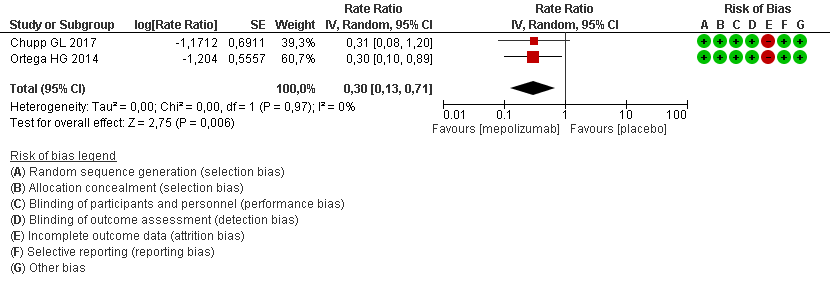 Rate Ratio Rate Ratio Risk of Bias
Study or Subgroup log[Rate Ratio] SE Weight IV, Random, 95% CI IV, Random, 95% CI A B C D E F G
Chupp GL 2017 -1,1712 0,6911 39,3% 0,31 [0,08, 1,20]
Ortega HG 2014 -1,204 0,5557 60,7% 0,30 [0,10, 0,89]
Total (95% CI) 100,0% 0,30 [0,13, 0,71]
Heterogeneity: Tau² = 0,00; Chi² = 0,00, df = 1 (P = 0,97); I² = 0%
Test for overall effect: Z = 2,75 (P = 0,006)
0.01 0.1 1 10 100
Favours [mepolizumab] Favours [placebo]
Risk of bias legend
(A) Random sequence generation (selection bias)
(B) Allocation concealment (selection bias)
(C) Blinding of participants and personnel (performance bias)
(D) Blinding of outcome assessment (detection bias)
(E) Incomplete outcome data (attrition bias)
(F) Selective reporting (reporting bias)
(G) Other bias